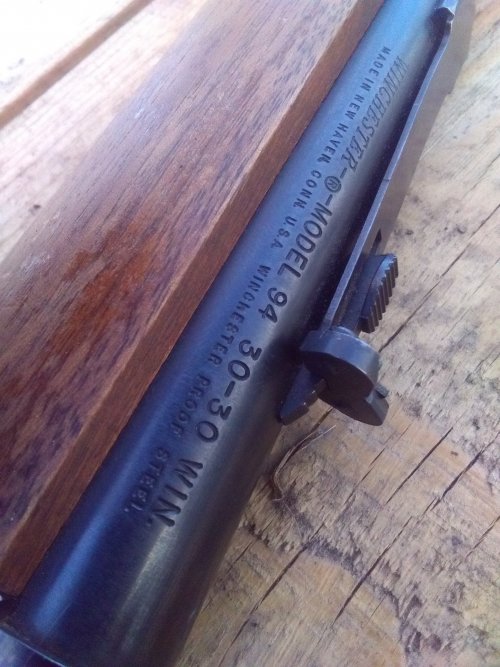 WINCHESTER-®-MODEL 94 30-30 WIN.
MADE IN NEW HAVEN, CONN. U.S.A. WINCHESTER PROOF STEEL.